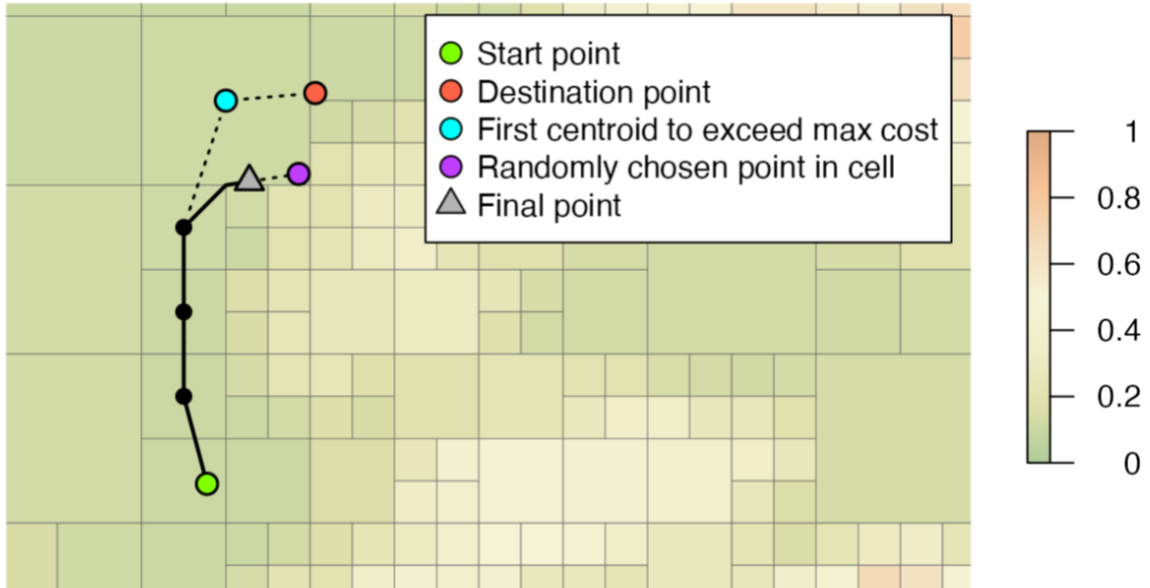 Start point
Destination point
First centroid to exceed max cost
Randomly chosen point in cell
Final point
1
0.8
0.6
0.4
0.2
0